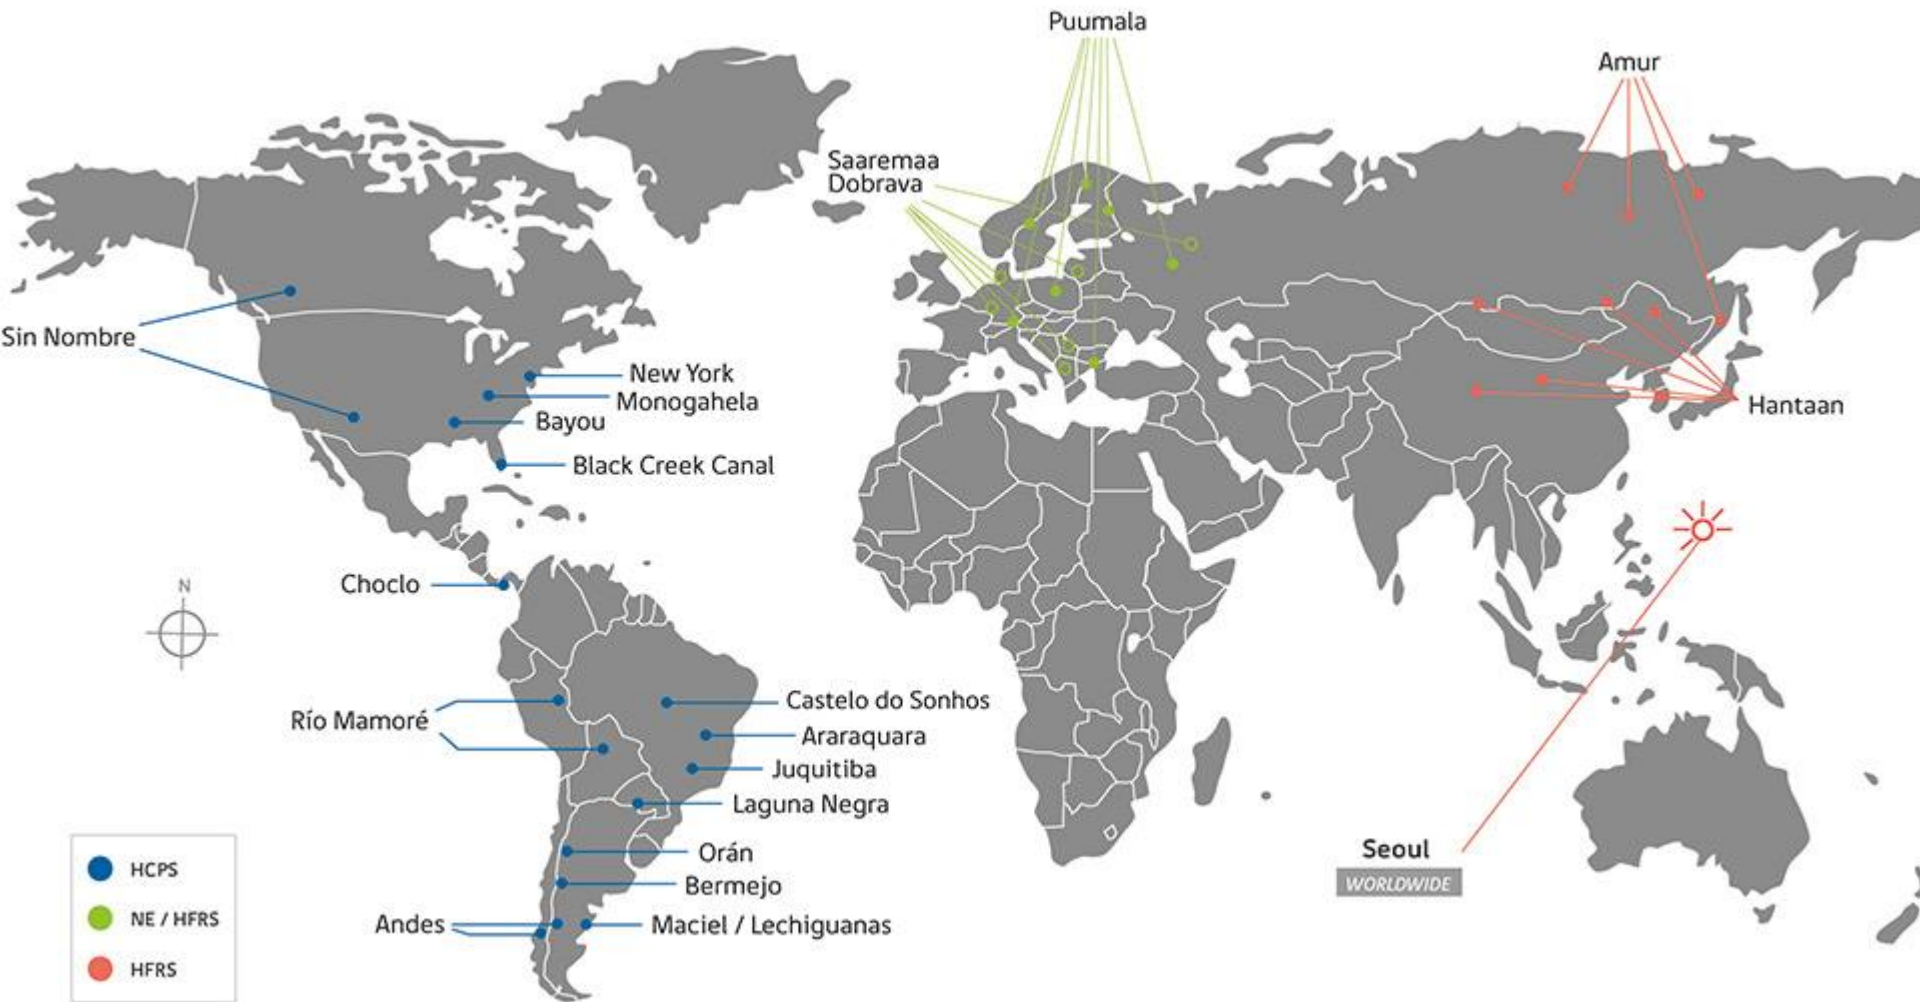 Puumala
Amur
Saaremaa
Dobrava
Sin Nombre
New York
Monogahela
Bayou
Black Creek Canal
Hantaan
Choclo
N
Río Mamoré
Castelo do Sonhos
Araraquara
Juquitiba
Laguna Negra
Orán
Bermejo
Andes
Maciel / Lechiguanas
Seoul
WORLDWIDE
HCPS
NE / HFRS
HFRS